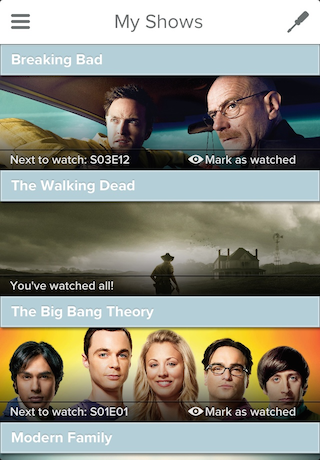 My Shows
Breaking Bad
Next to watch: S03E12 Mark as watched
The Walking Dead
You've watched all!
The Big Bang Theory
Next to watch: S01E01 Mark as watched
Modern Family